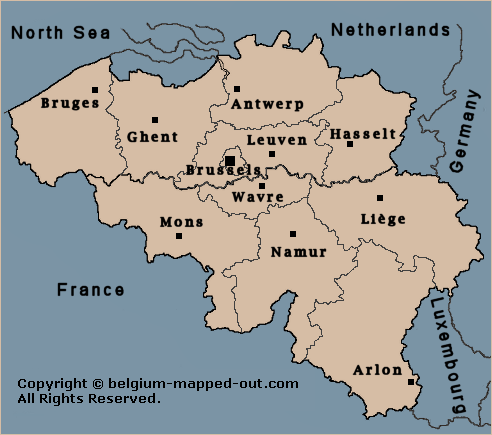 North Sea
Netherlands
Germany
Bruges
Antwerp
Ghent
Hasselt
Leuven
Brussels
Wavre
Liège
Mons
Namur
France
Luxembourg
Arlon
Copyright © belgium-mapped-out.com
All Rights Reserved.